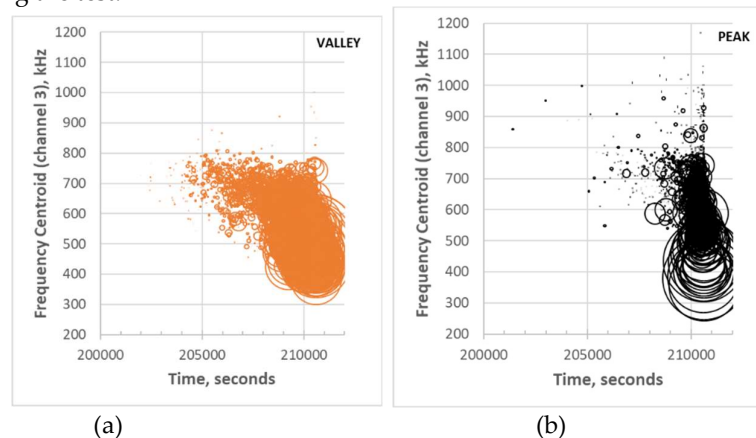 VALLEY
1200
1100
1000
900
800
700
600
500
400
300
200
Frequency Centroid (channel 3), kHz
200000 205000 210000
Time, seconds
(a)
PEAK
1200
1100
1000
900
800
700
600
500
400
300
200
Frequency Centroid (channel 3), kHz
200000 205000 210000
Time, seconds
(b)